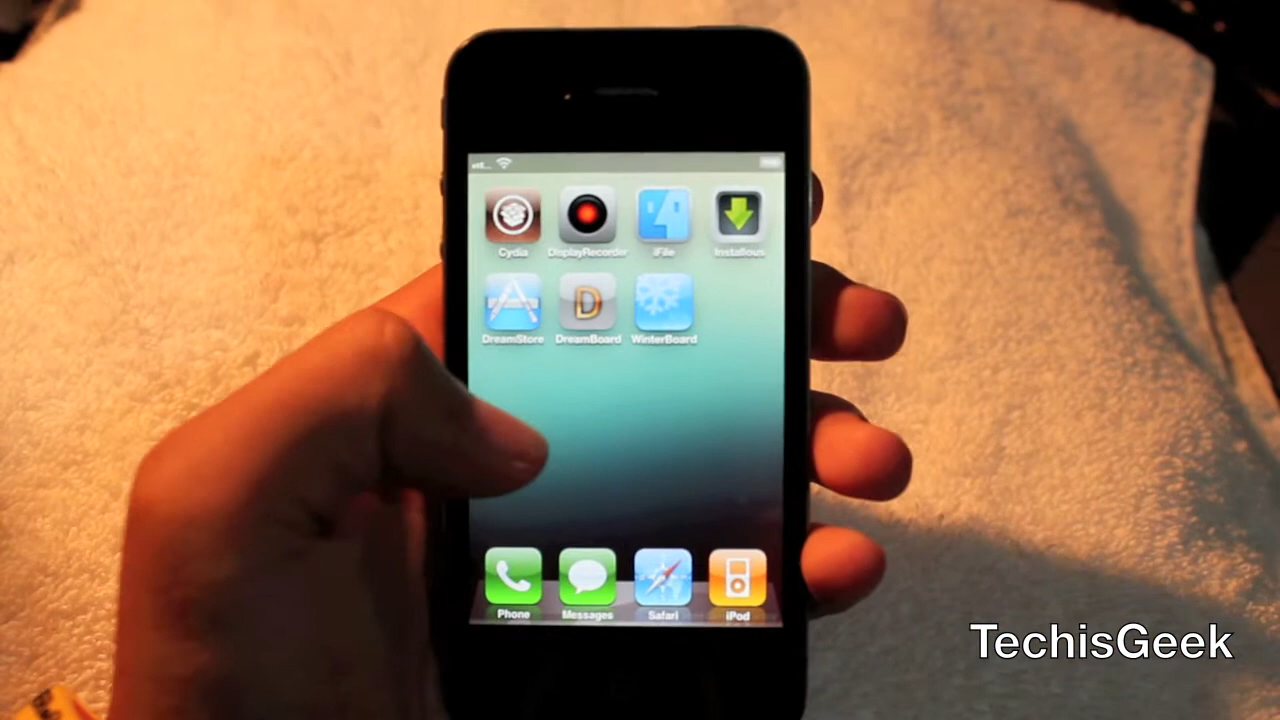 Cydia DisplayRecorder iFile Installous
DreamStore DreamBoard WinterBoard
Phone Messages Safari iPod
TechisGeek